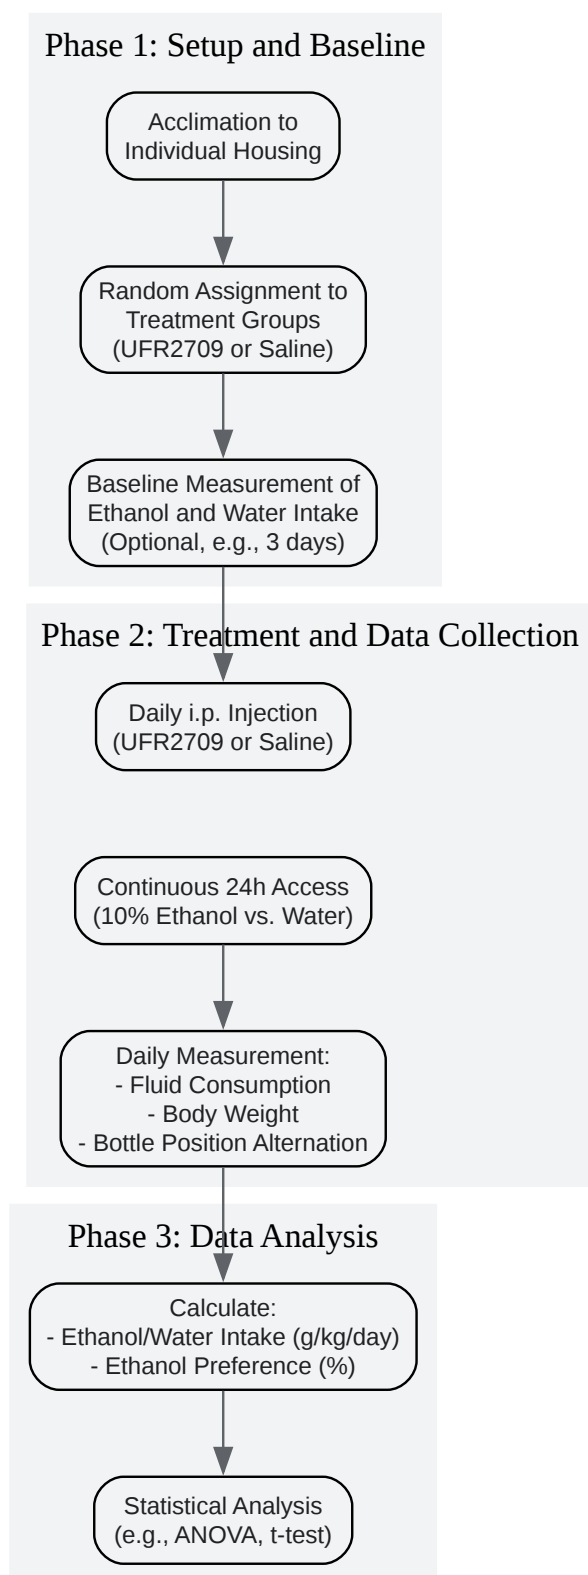 Phase 1: Setup and Baseline
Acclimation to
Individual Housing
Random Assignment to
Treatment Groups
(UFR2709 or Saline)
Baseline Measurement of
Ethanol and Water Intake
(Optional, e.g., 3 days)
Phase 2: Treatment and Data Collection
Daily i.p. Injection
(UFR2709 or Saline)
Continuous 24h Access
(10% Ethanol vs. Water)
Daily Measurement:
- Fluid Consumption
- Body Weight
- Bottle Position Alternation
Phase 3: Data Analysis
Calculate:
- Ethanol/Water Intake (g/kg/day)
- Ethanol Preference (%)
Statistical Analysis
(e.g., ANOVA, t-test)